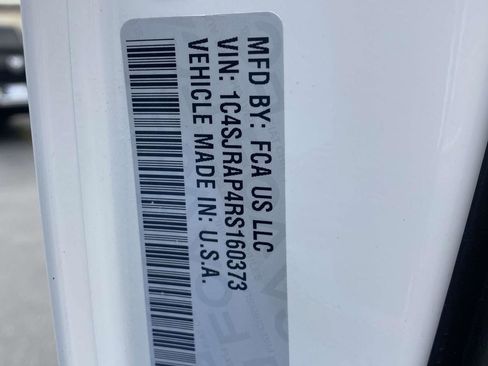 MFD BY: FCA US LLC
VIN: 1C4SJRAP4RS160373
VEHICLE MADE IN: U.S.A.